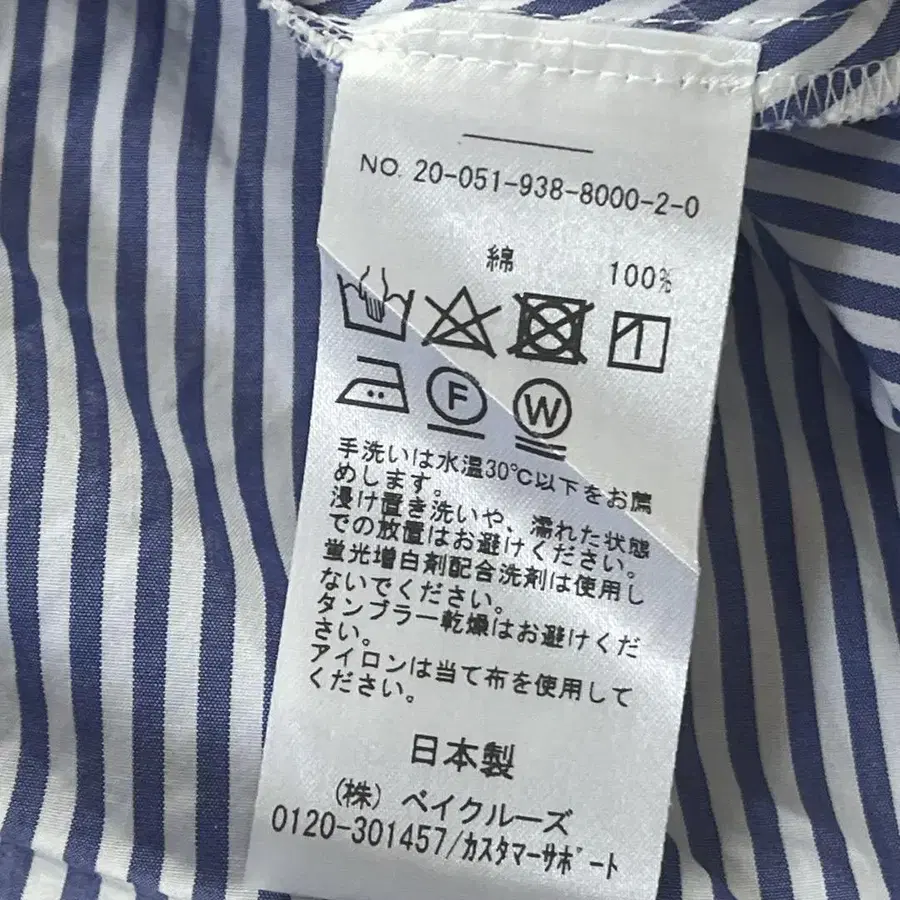 NO. 20-051-938-8000-2-0
綿 100%
F W
手洗いは水温30℃以下をお薦
めします。
浸け置き洗いや、濡れた状態
での放置はお避けください。
蛍光増白剤配合洗剤は使用し
ないでください。
タンブラー乾燥はお避けくだ
さい。
アイロンは当て布を使用して
ください。
日本製
(株) ベイクルーズ
0120-301457/カスタマーサポート